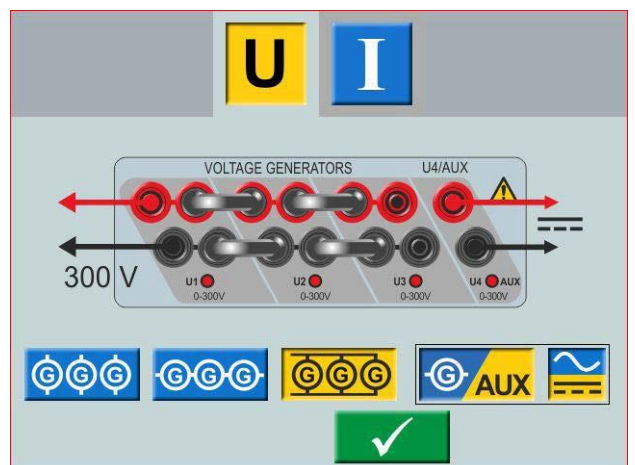 U I
VOLTAGE GENERATORS U4/AUX
300 V
U1 U2 U3 U4 AUX
0-300V 0-300V 0-300V 0-300V
G G G G G G G G G G AUX